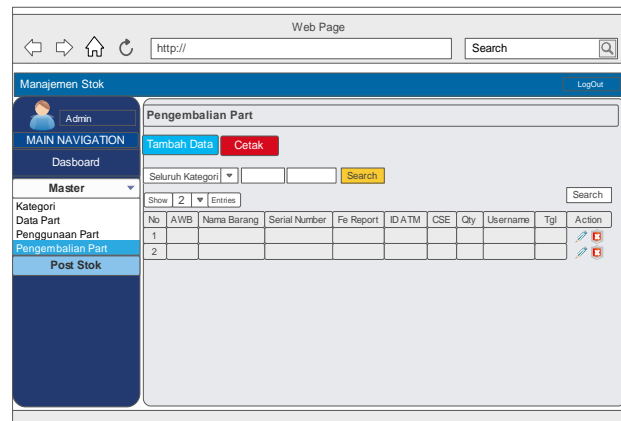 Web Page
http://
Search
Manajemen Stok
LogOut
Admin
MAIN NAVIGATION
Dasboard
Master
Kategori
Data Part
Penggunaan Part
Pengembalian Part
Post Stok
Pengembalian Part
Tambah Data Cetak
Seluruh Kategori Search
Show 2 Entries
Search
No AWB Nama Barang Serial Number Fe Report ID ATM CSE Qty Username Tgl Action
1
2